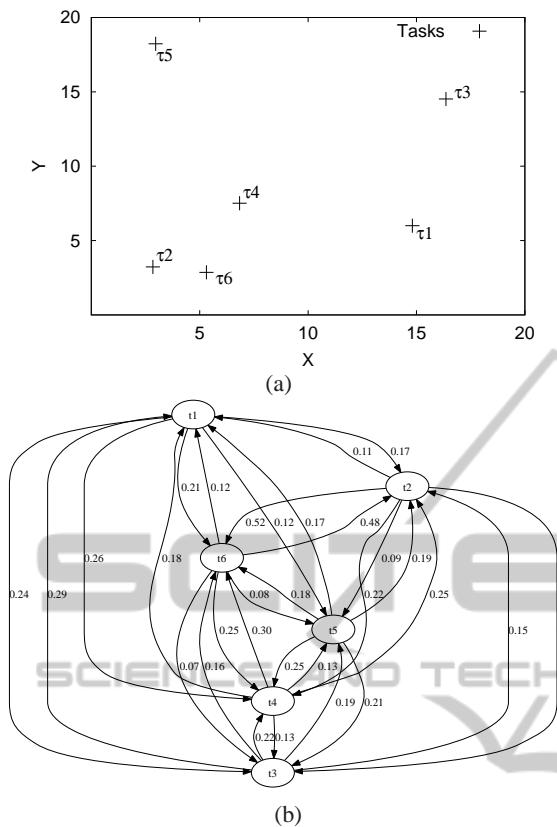 20
Tasks
τ5
15
τ3
Y
10
τ4
τ1
5
τ2
τ6
5
10
15
20
X
(a)
t1
0.11
0.17
t2
0.21
0.12
0.52
0.12
0.17
0.48
t6
0.18
0.09
0.19
0.26
0.24
0.29
0.08
0.18
0.22
0.25
0.15
t5
0.25
0.30
0.07
0.16
0.25
0.13
t4
0.19
0.21
0.22
0.13
t3
(b)
SCITE
SCIENCE AND TECH